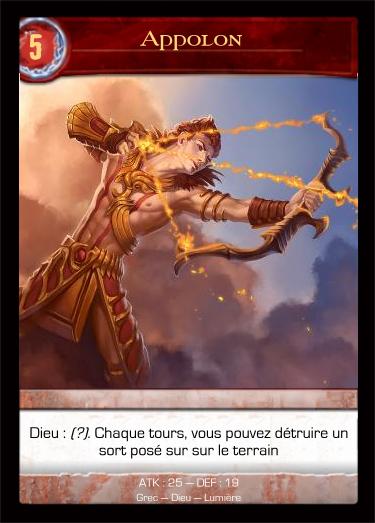 5
Appolon
Dieu : (?). Chaque tours, vous pouvez détruire un
sort posé sur sur le terrain
ATK : 25 — DEF : 19
Grec — Dieu — Lumière